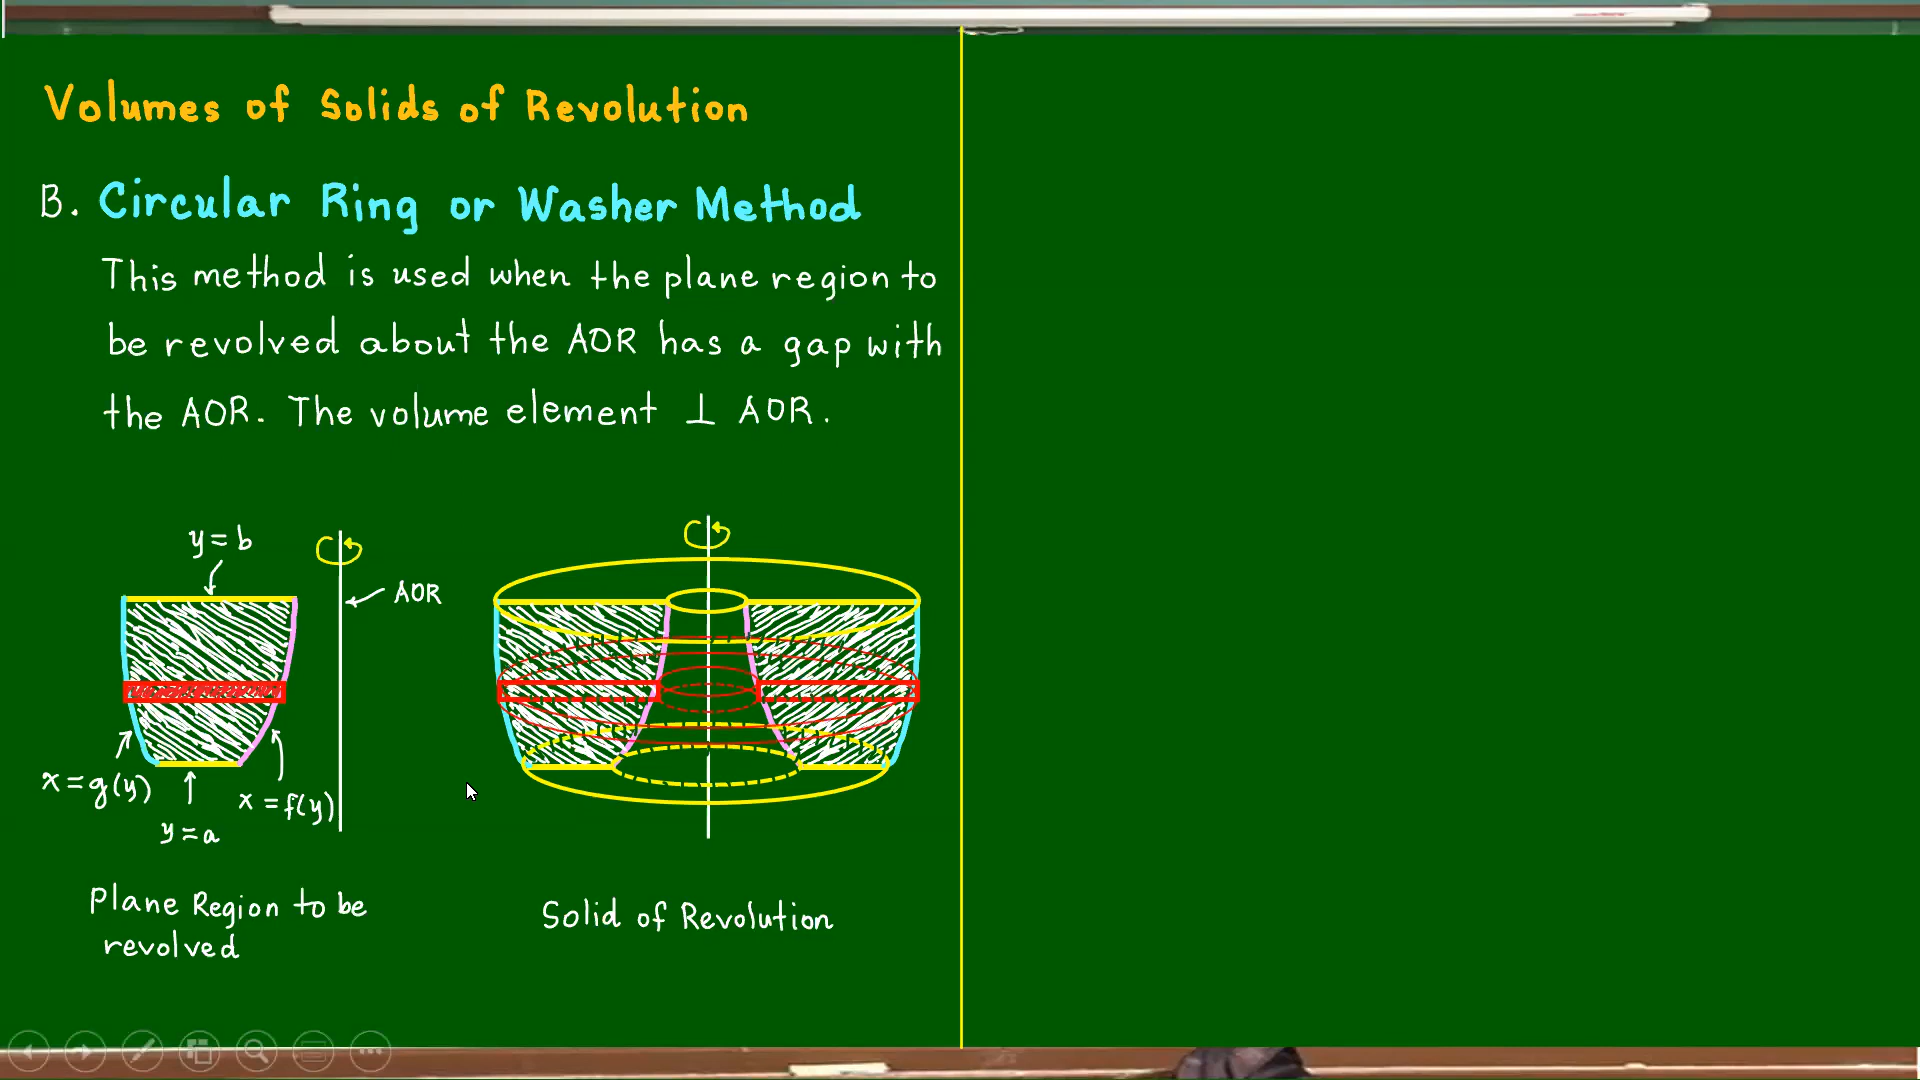 Volumes of Solids of Revolution
B. Circular Ring or Washer Method
This method is used when the plane region to
be revolved about the AOR has a gap with
the AOR. The volume element ⊥ AOR.
y = b
AOR
x = g(y)
x = f(y)
y = a
Plane Region to be
revolved
Solid of Revolution